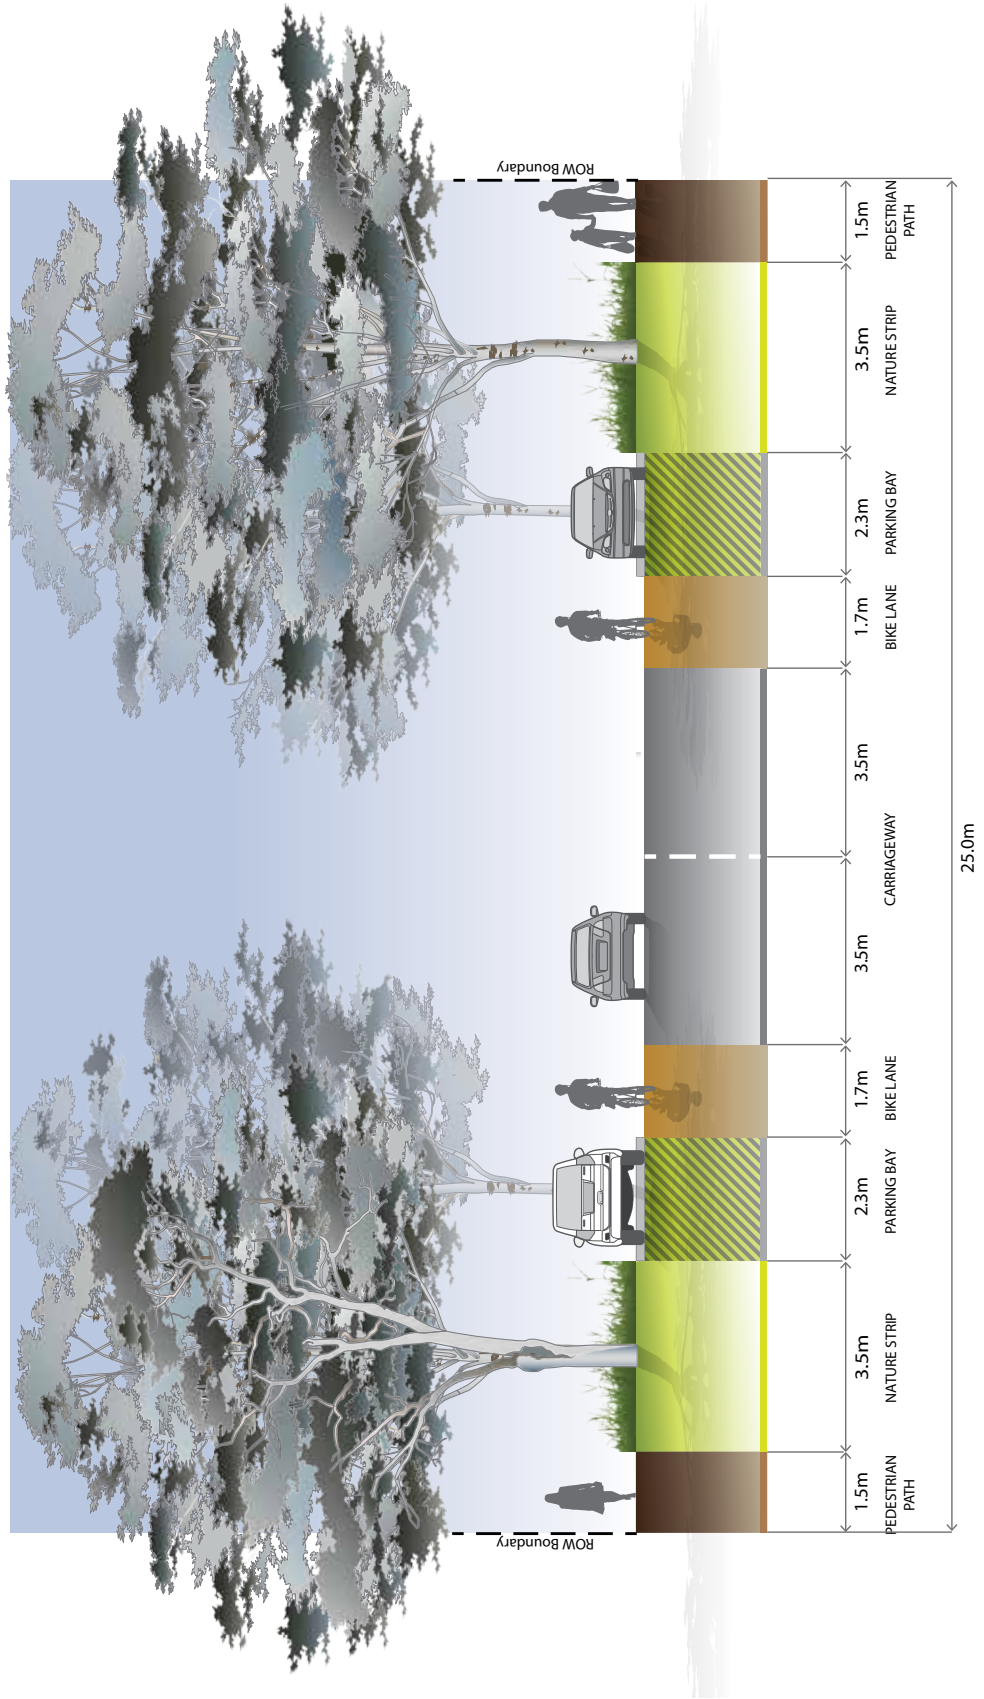 ROW Boundary
ROW Boundary
1.5m
3.5m
2.3m
1.7m
3.5m
3.5m
1.7m
2.3m
3.5m
1.5m
PEDESTRIAN
PATH
NATURE STRIP
PARKING BAY
BIKE LANE
CARRIAGEWAY
BIKE LANE
PARKING BAY
NATURE STRIP
PEDESTRIAN
PATH
25.0m